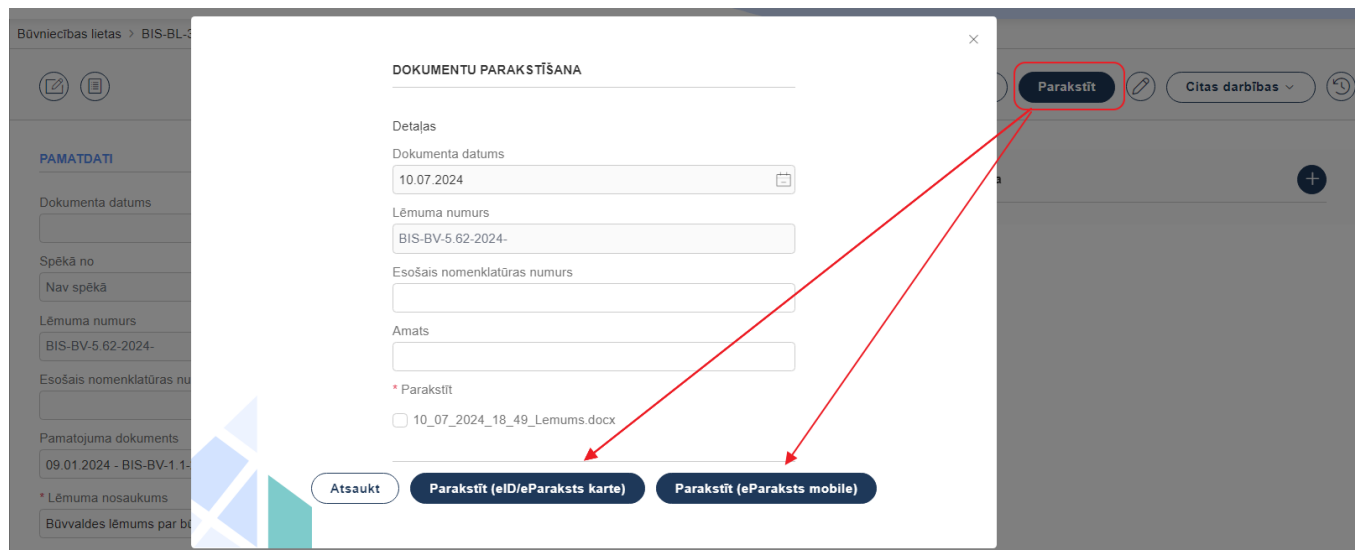 Būvniecības lietas > BIS-BL-3
Parakstīt
Citas darbības
PAMATDATI
Dokumenta datums
Spēkā no
Nav spēkā
Lēmuma numurs
BIS-BV-5.62-2024-
Esošais nomenklatūras nu
Pamatojuma dokuments
09.01.2024 - BIS-BV-1.1-
* Lēmuma nosaukums
Būvvaldes lēmums par bū
DOKUMENTU PARAKSTĪŠANA
Detaļas
Dokumenta datums
10.07.2024
Lēmuma numurs
BIS-BV-5.62-2024-
Esošais nomenklatūras numurs
Amats
* Parakstīt
10_07_2024_18_49_Lemums.docx
Atsaukt
Parakstīt (eID/eParaksts karte)
Parakstīt (eParaksts mobile)
a